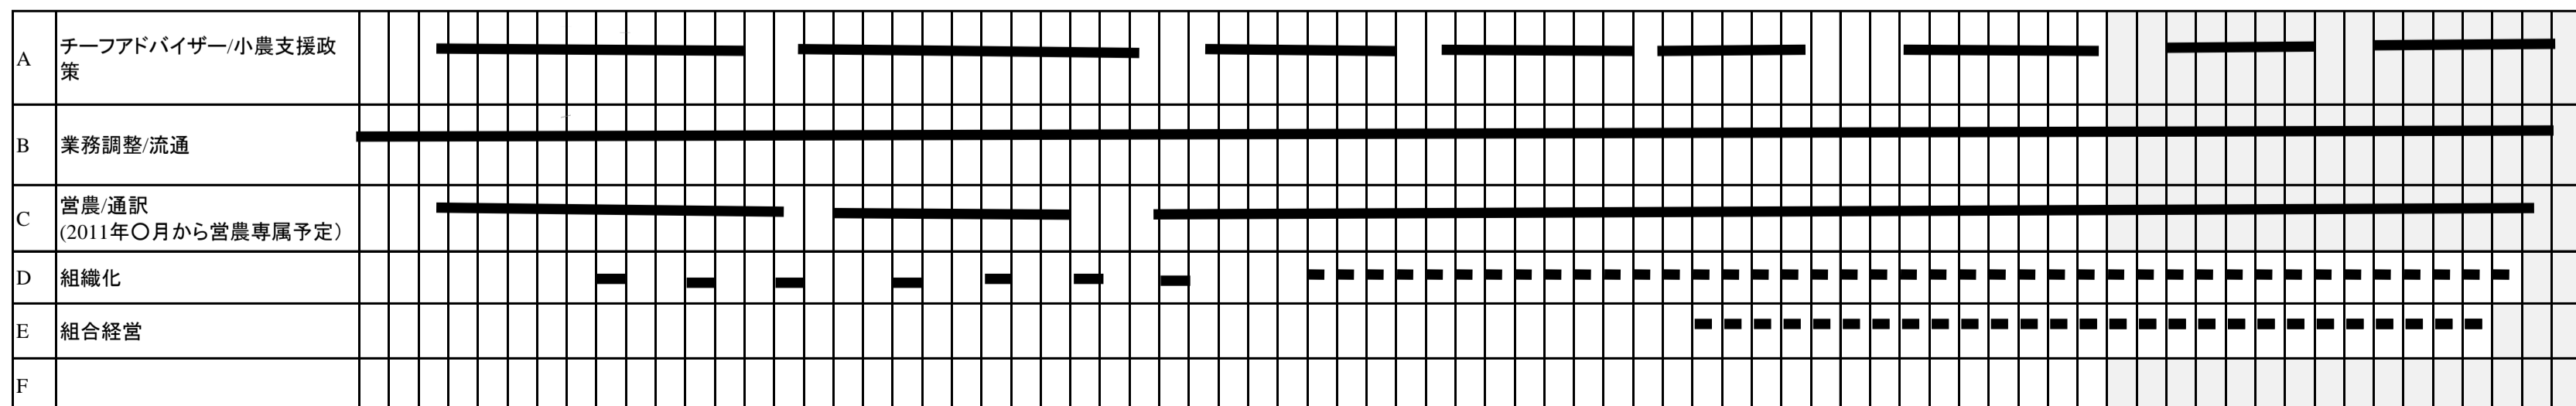 A
チーフアドバイザー/小農支援政
策
B
業務調整/流通
C
営農/通訳
(2011年〇月から営農専属予定）
D
組織化
E
組合経営
F